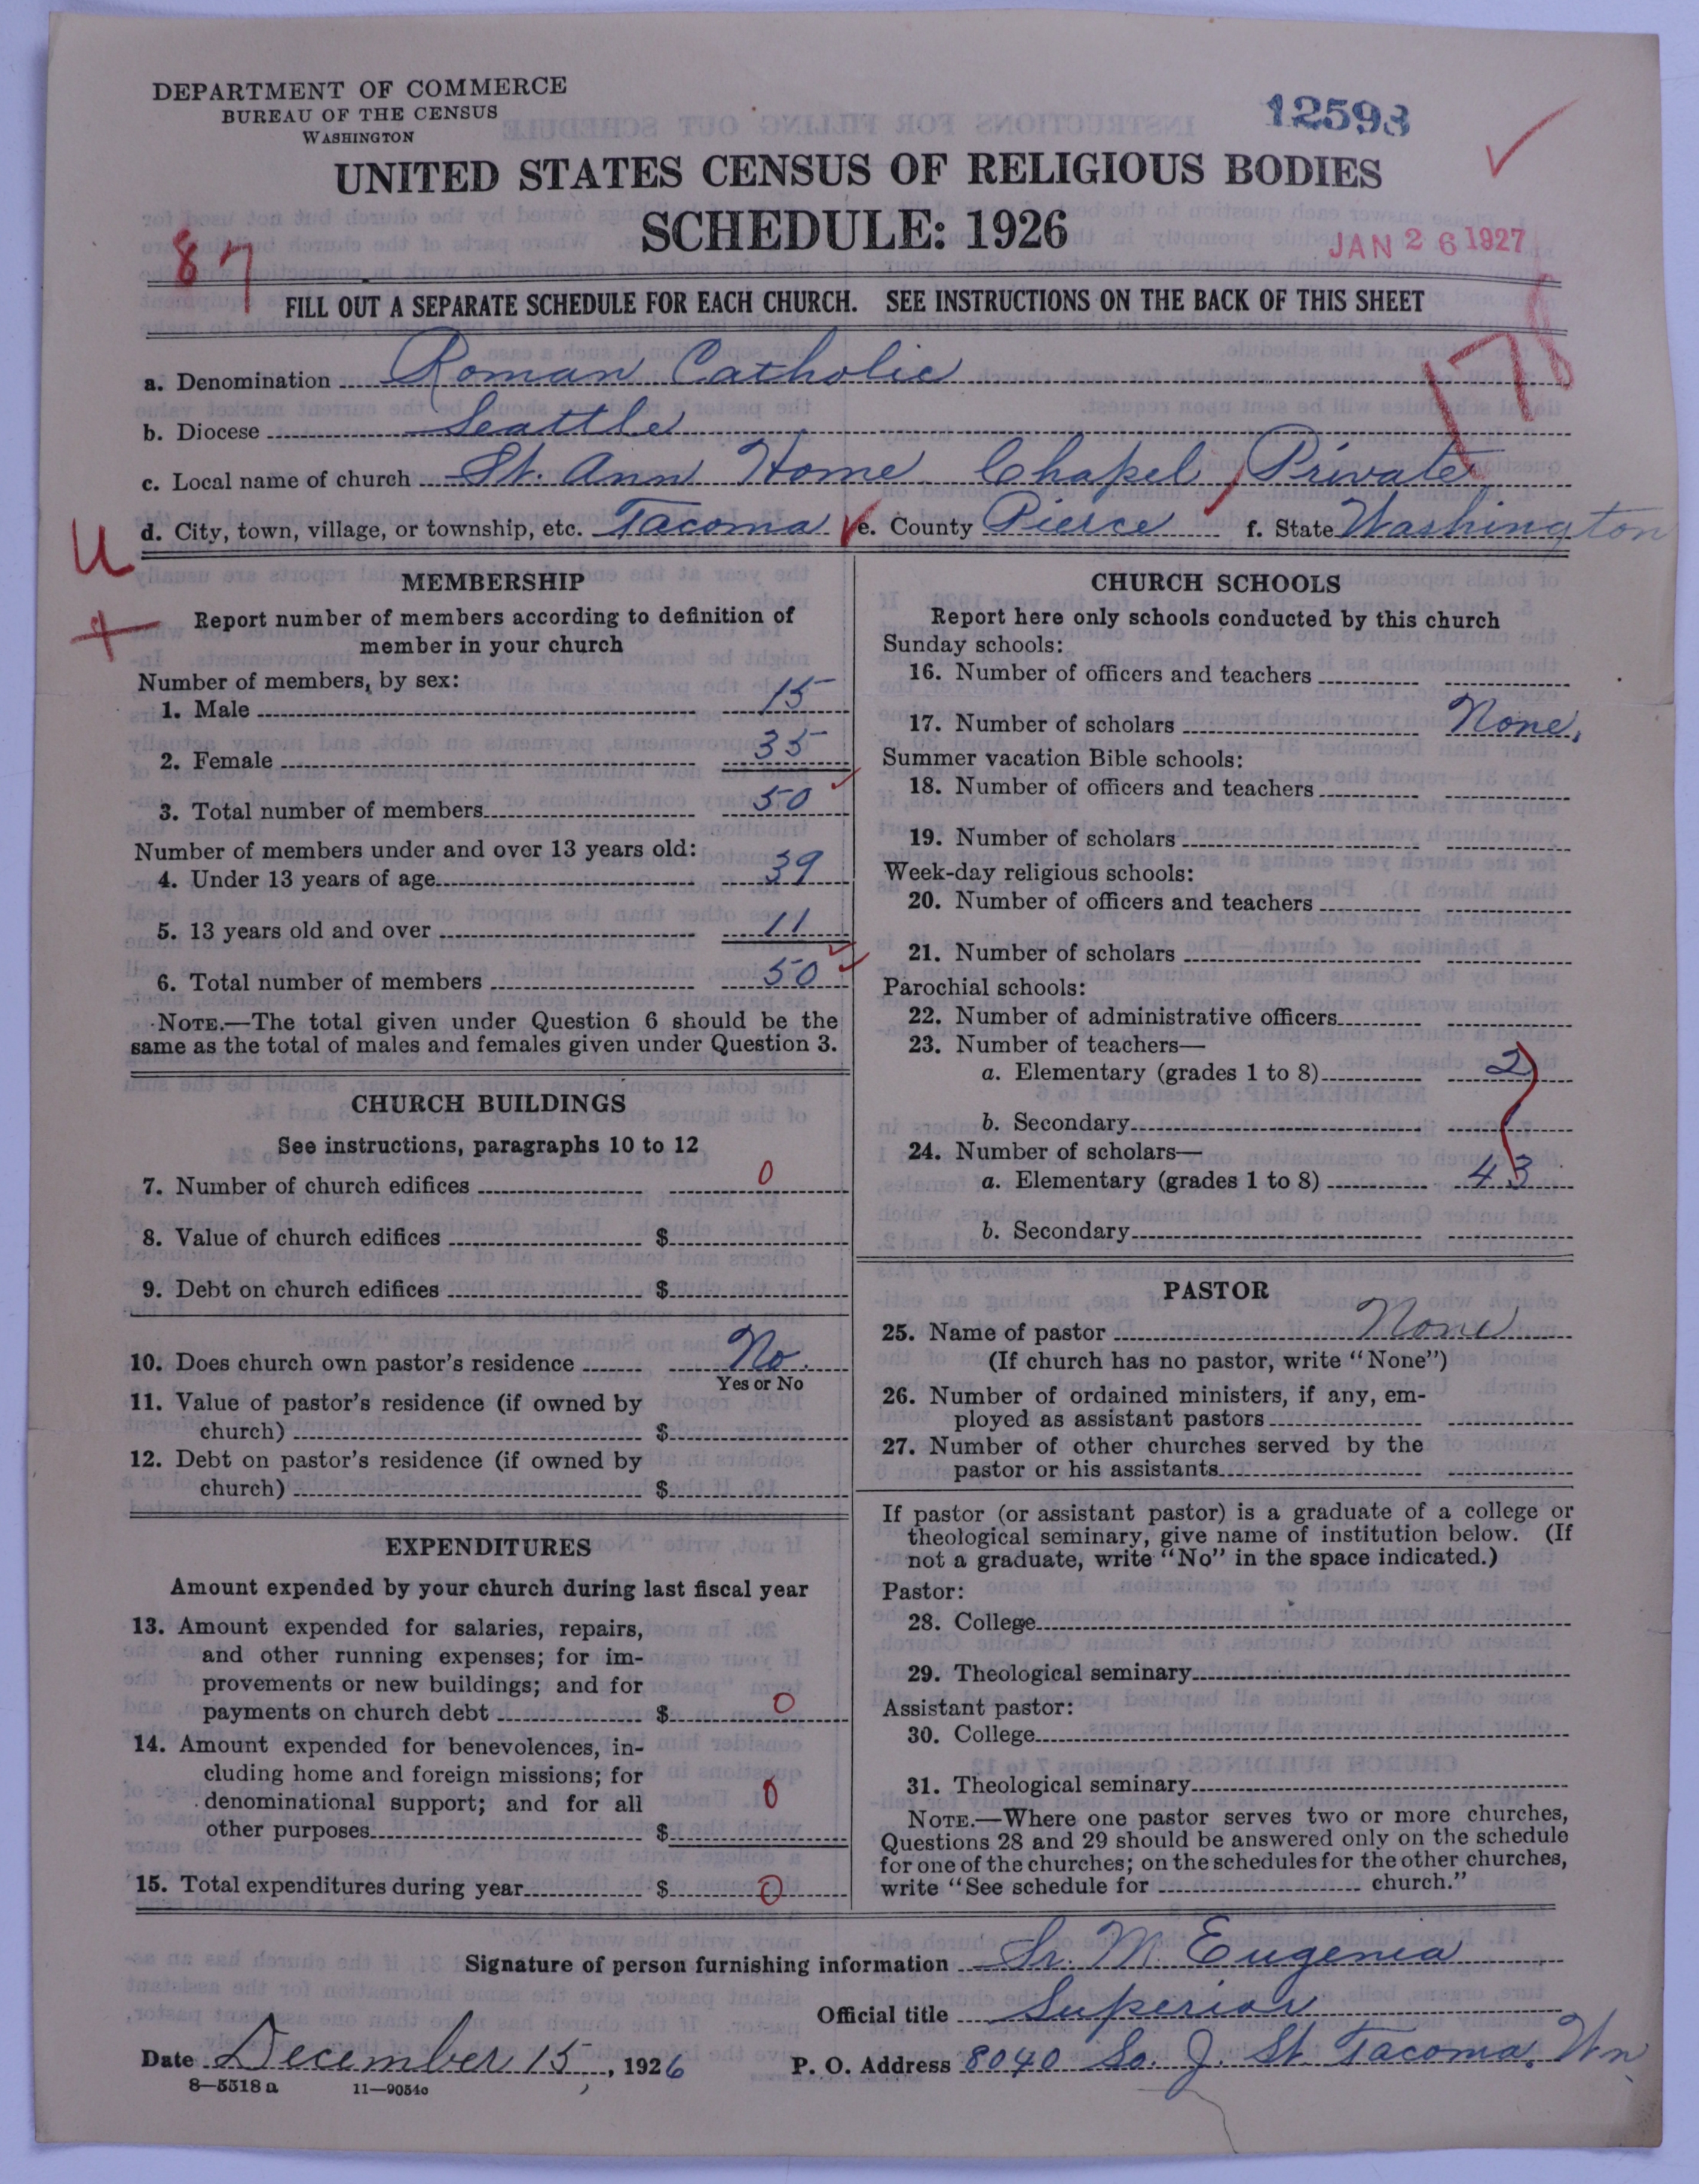 DEPARTMENT OF COMMERCE
BUREAU OF THE CENSUS
WASHINGTON
12593
UNITED STATES CENSUS OF RELIGIOUS BODIES
SCHEDULE: 1926
87
JAN 26 1927
FILL OUT A SEPARATE SCHEDULE FOR EACH CHURCH. SEE INSTRUCTIONS ON THE BACK OF THIS SHEET
178
a. Denomination Roman Catholic
b. Diocese Seattle
c. Local name of church St. Ann Home Chapel, Private
d. City, town, village, or township, etc. Tacoma e. County Pierce f. State Washington
U
MEMBERSHIP
Report number of members according to definition of
member in your church
Number of members, by sex:
1. Male 15
2. Female 35
3. Total number of members 50
Number of members under and over 13 years old:
4. Under 13 years of age 39
5. 13 years old and over 11
6. Total number of members 50
NOTE.—The total given under Question 6 should be the
same as the total of males and females given under Question 3.
CHURCH BUILDINGS
See instructions, paragraphs 10 to 12
7. Number of church edifices 0
8. Value of church edifices $
9. Debt on church edifices $
10. Does church own pastor's residence No.
Yes or No
11. Value of pastor's residence (if owned by
church) $
12. Debt on pastor's residence (if owned by
church) $
EXPENDITURES
Amount expended by your church during last fiscal year
13. Amount expended for salaries, repairs,
and other running expenses; for im-
provements or new buildings; and for
payments on church debt $ 0
14. Amount expended for benevolences, in-
cluding home and foreign missions; for
denominational support; and for all
other purposes $ 0
15. Total expenditures during year $ 0
CHURCH SCHOOLS
Report here only schools conducted by this church
Sunday schools:
16. Number of officers and teachers
17. Number of scholars None.
Summer vacation Bible schools:
18. Number of officers and teachers
19. Number of scholars
Week-day religious schools:
20. Number of officers and teachers
21. Number of scholars
Parochial schools:
22. Number of administrative officers
23. Number of teachers—
a. Elementary (grades 1 to 8) 2
b. Secondary
24. Number of scholars—
a. Elementary (grades 1 to 8) 43
b. Secondary
PASTOR
25. Name of pastor None
(If church has no pastor, write "None")
26. Number of ordained ministers, if any, em-
ployed as assistant pastors
27. Number of other churches served by the
pastor or his assistants
If pastor (or assistant pastor) is a graduate of a college or
theological seminary, give name of institution below. (If
not a graduate, write "No" in the space indicated.)
Pastor:
28. College
29. Theological seminary
Assistant pastor:
30. College
31. Theological seminary
NOTE.—Where one pastor serves two or more churches,
Questions 28 and 29 should be answered only on the schedule
for one of the churches; on the schedules for the other churches,
write "See schedule for church."
Signature of person furnishing information Sr. M. Eugenia
Official title Superior
Date December 15, 1926 P. O. Address 8040 So. J. St. Tacoma, Wn
8—5518 a 11—9054c